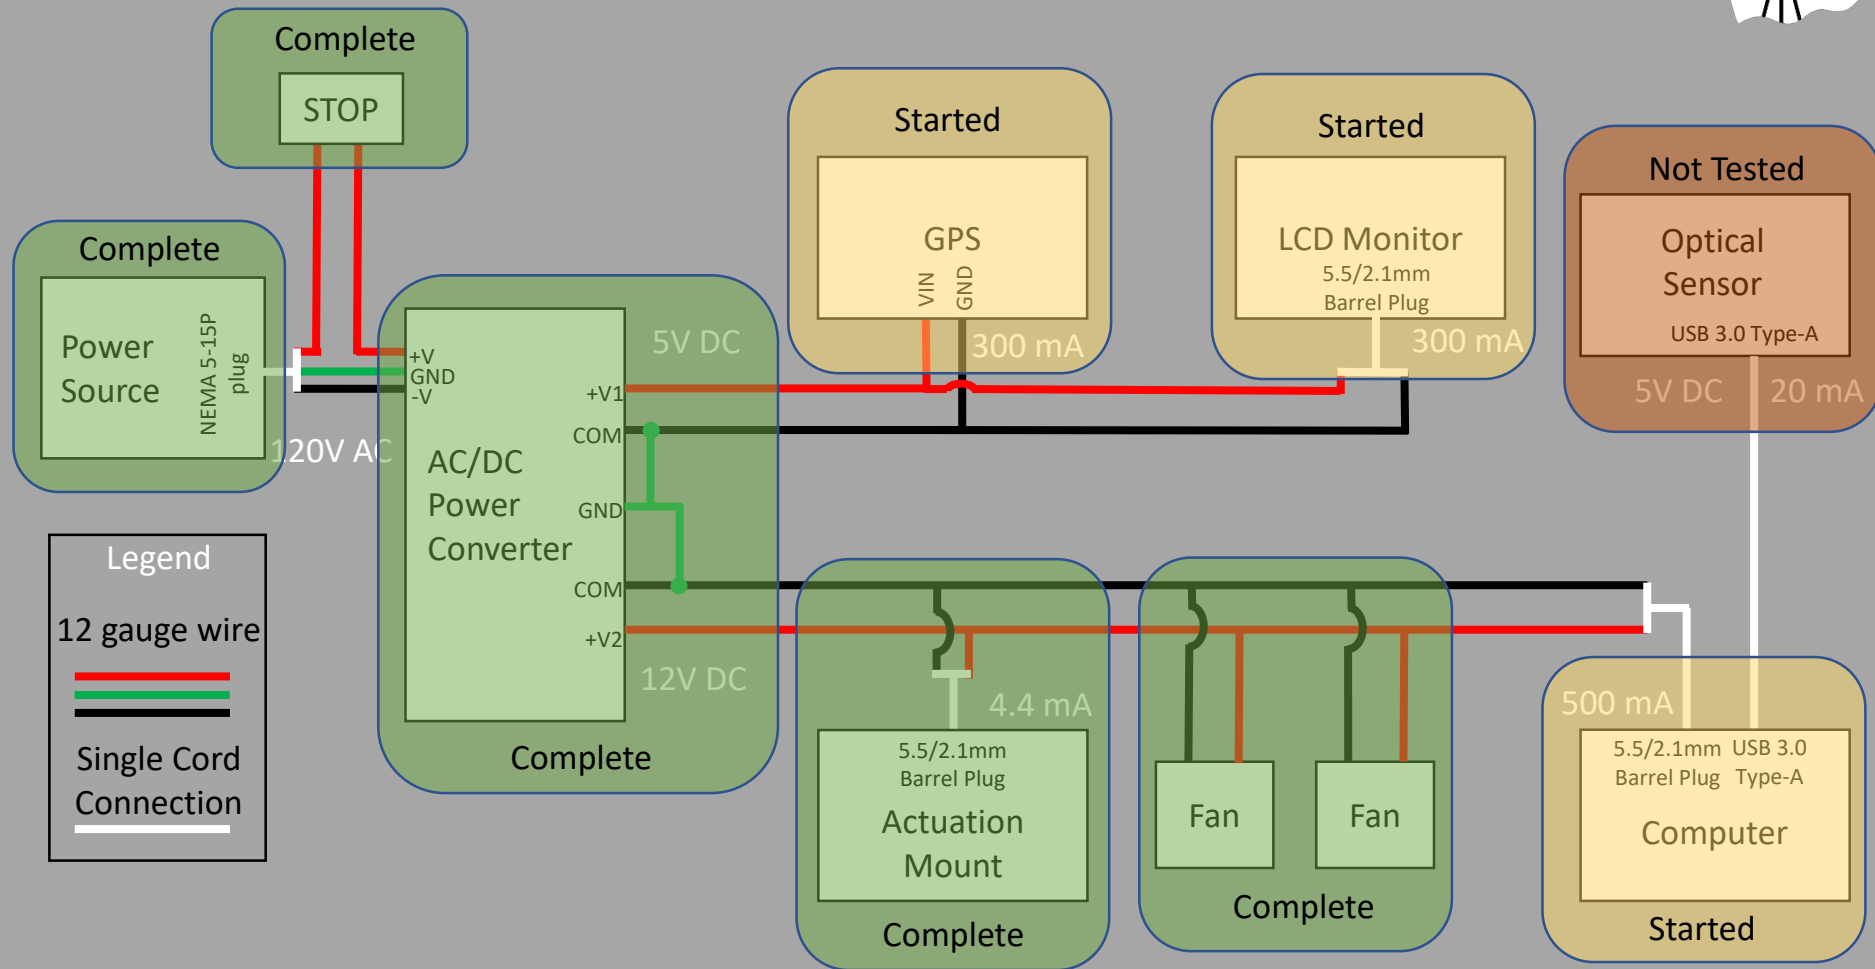 Complete
STOP
Complete
Power
Source
NEMA 5-15P
plug
120V AC
+V
GND
-V
AC/DC
Power
Converter
+V1
COM
GND
COM
+V2
5V DC
12V DC
Complete
Started
GPS
VIN
GND
300 mA
Started
LCD Monitor
5.5/2.1mm
Barrel Plug
300 mA
Not Tested
Optical
Sensor
USB 3.0 Type-A
5V DC
20 mA
Legend
12 gauge wire
Single Cord
Connection
4.4 mA
5.5/2.1mm
Barrel Plug
Actuation
Mount
Complete
Fan
Fan
Complete
500 mA
5.5/2.1mm
Barrel Plug
USB 3.0
Type-A
Computer
Started